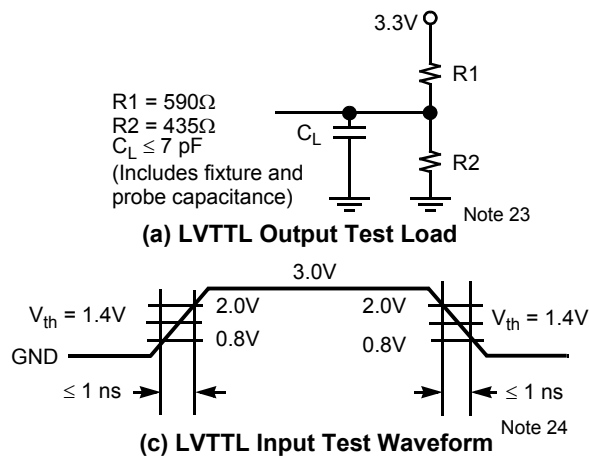 3.3V
R1
R1 = 590Ω
R2 = 435Ω
C_L ≤ 7 pF
(Includes fixture and
probe capacitance)
C_L
R2
Note 23
(a) LVTTL Output Test Load
3.0V
V_th = 1.4V
2.0V
0.8V
2.0V
0.8V
V_th = 1.4V
GND
≤ 1 ns
≤ 1 ns
Note 24
(c) LVTTL Input Test Waveform